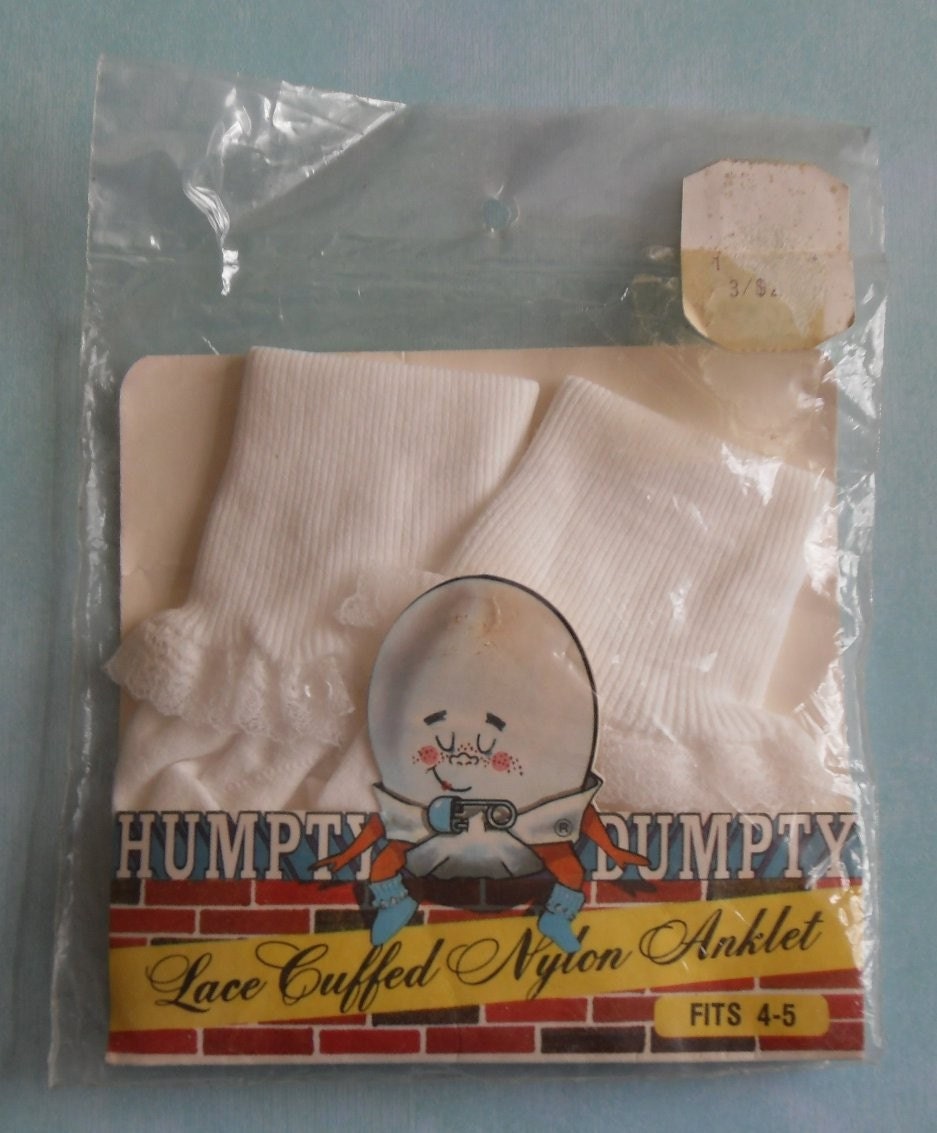 3/$
HUMPTY DUMPTY
®
Lace Cuffed Nylon Anklet
FITS 4-5